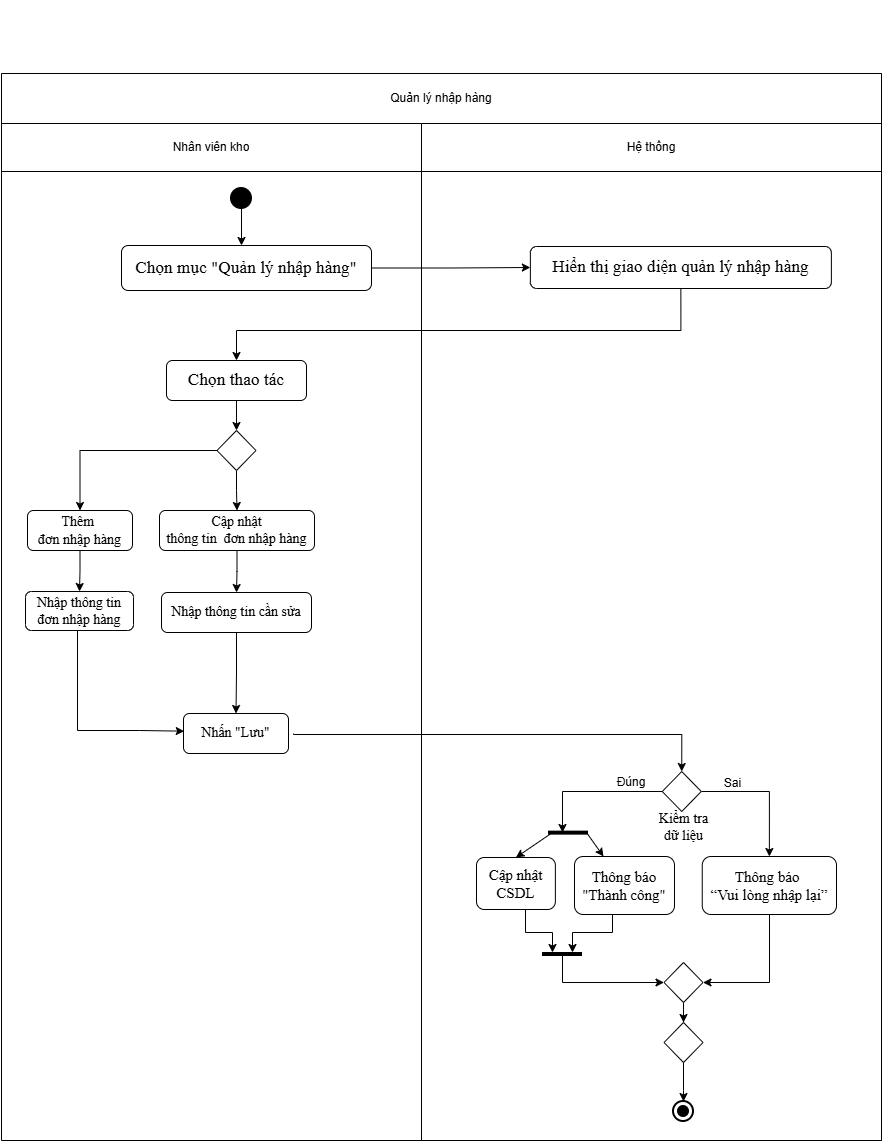 Quản lý nhập hàng
Nhân viên kho
Hệ thống
Chọn mục "Quản lý nhập hàng"
Hiển thị giao diện quản lý nhập hàng
Chọn thao tác
Thêm
đơn nhập hàng
Cập nhật
thông tin đơn nhập hàng
Nhập thông tin
đơn nhập hàng
Nhập thông tin cần sửa
Nhấn "Lưu"
Đúng
Sai
Kiểm tra
dữ liệu
Cập nhật
CSDL
Thông báo
"Thành công"
Thông báo
“Vui lòng nhập lại”